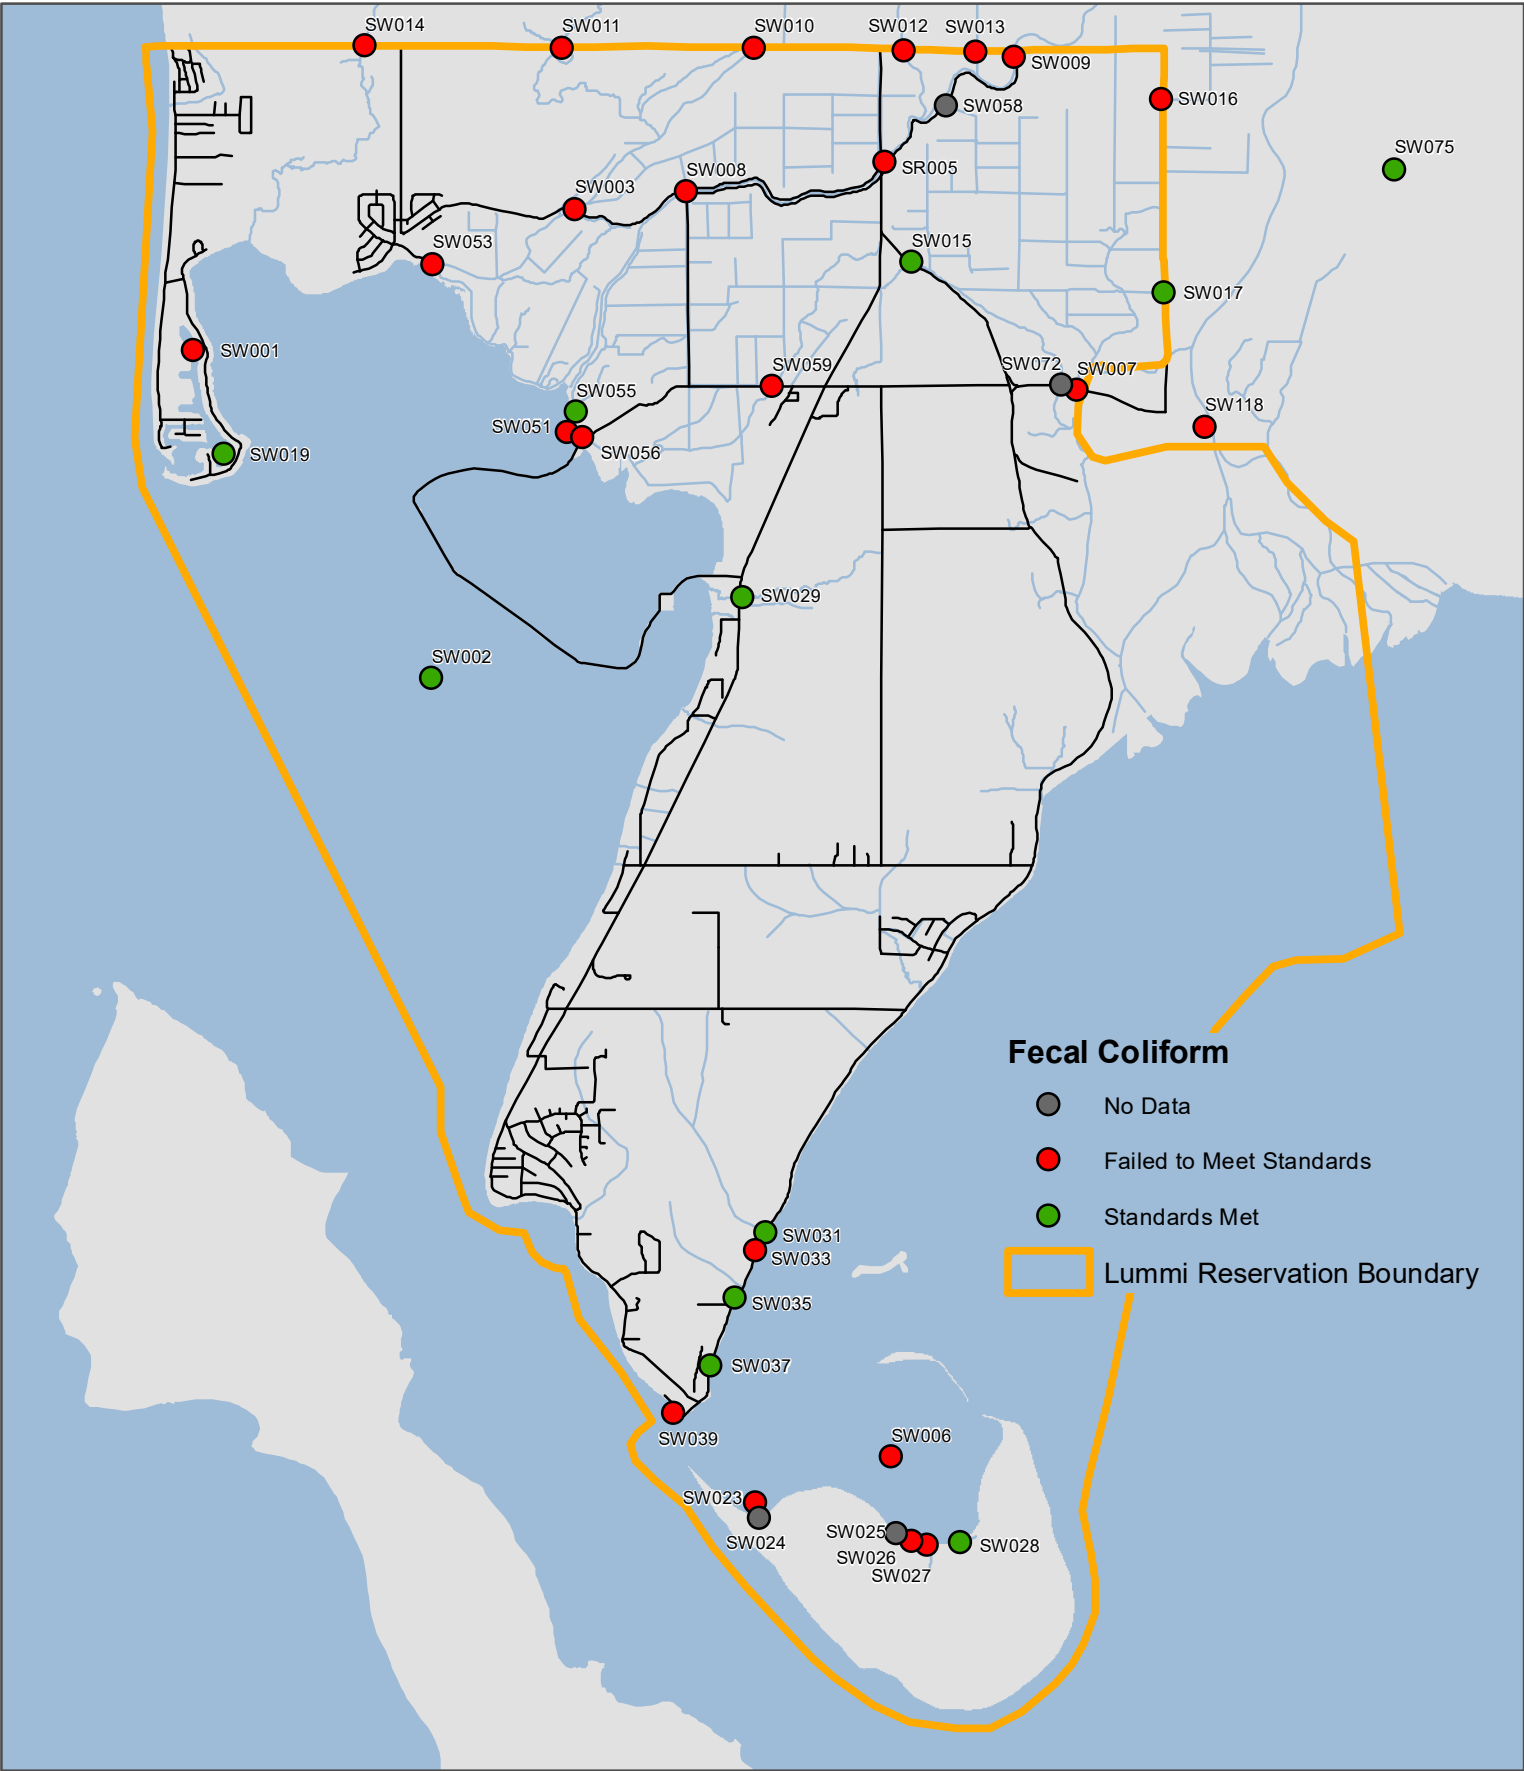 SW014
SW011
SW010
SW012
SW013
SW009
SW016
SW058
SW075
SR005
SW008
SW003
SW053
SW015
SW017
SW001
SW059
SW072
SW007
SW055
SW051
SW056
SW118
SW019
SW029
SW002
Fecal Coliform
No Data
Failed to Meet Standards
Standards Met
Lummi Reservation Boundary
SW031
SW033
SW035
SW037
SW039
SW006
SW023
SW024
SW025
SW026
SW027
SW028